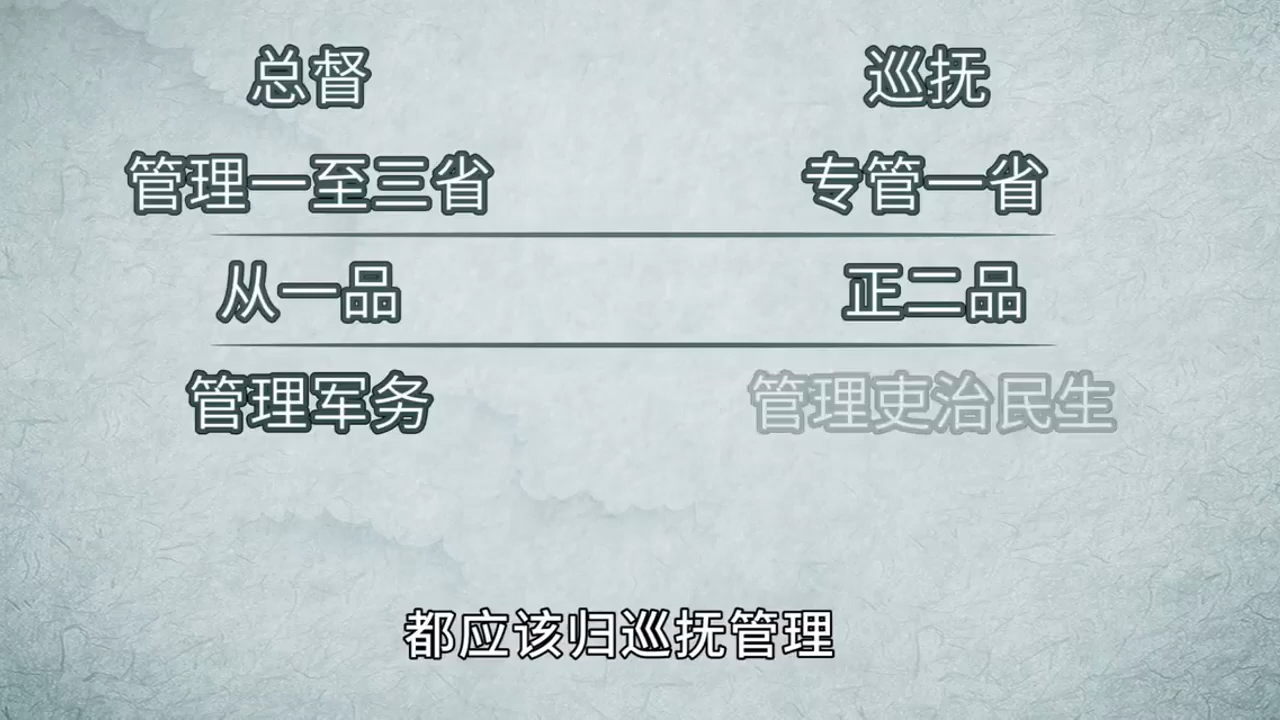 总督 巡抚
管理一至三省 专管一省
从一品 正二品
管理军务 管理吏治民生
都应该归巡抚管理